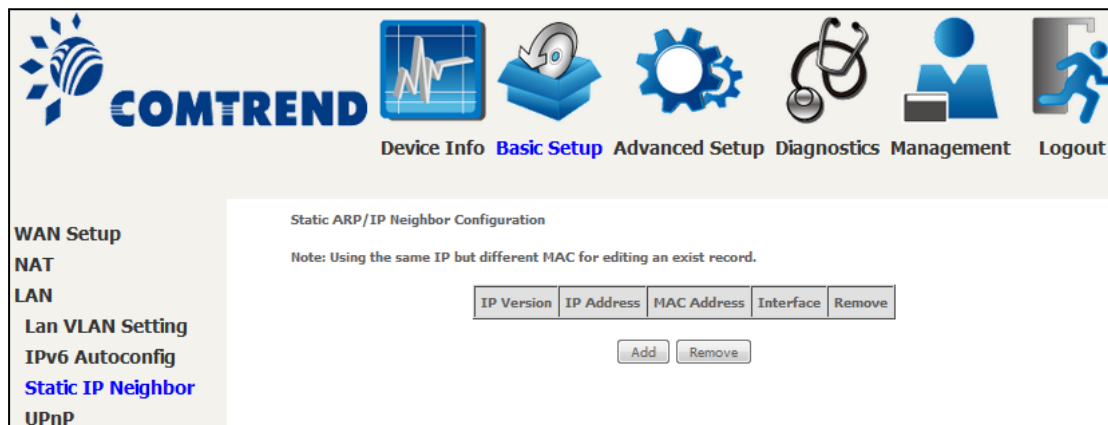 COMTREND
Device Info Basic Setup Advanced Setup Diagnostics Management Logout
WAN Setup
NAT
LAN
Lan VLAN Setting
IPv6 Autoconfig
Static IP Neighbor
UPnP
Static ARP/IP Neighbor Configuration
Note: Using the same IP but different MAC for editing an exist record.
IP Version IP Address MAC Address Interface Remove
Add Remove